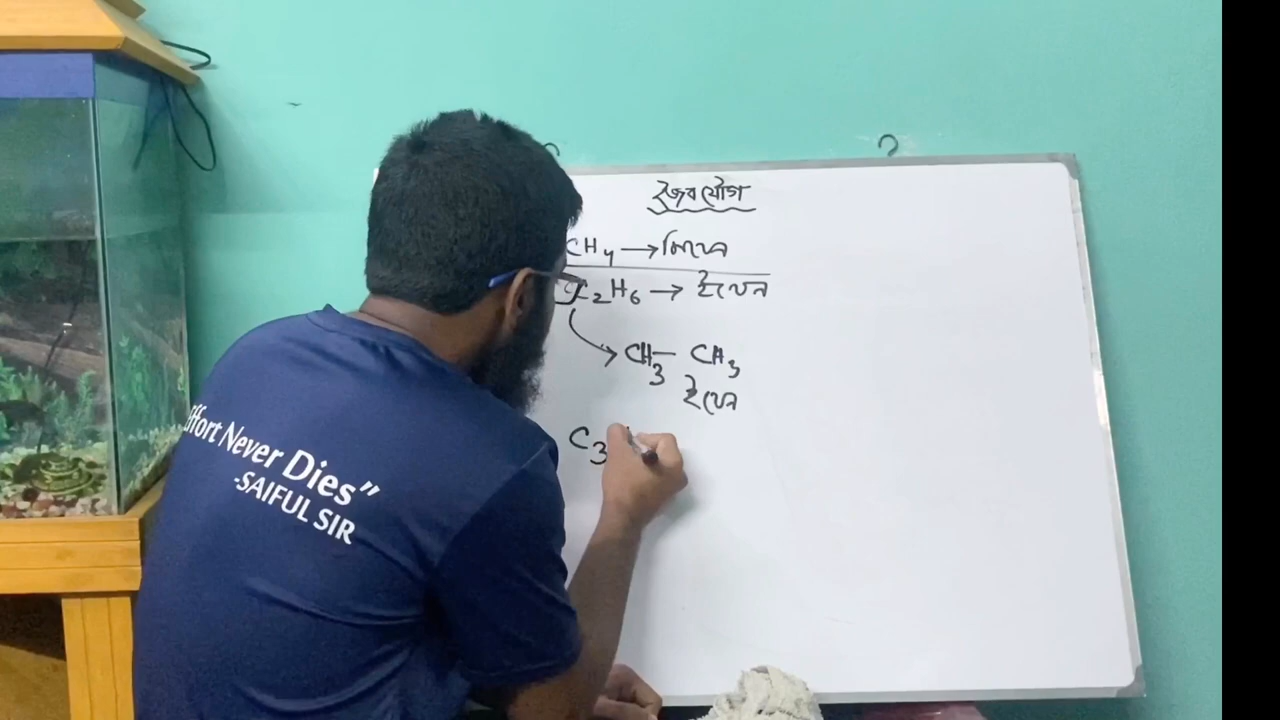 জৈব যৌগ
CH4 → মিথেন
C2H6 → ইথেন
CH3 — CH3
ইথেন
C3
Effort Never Dies”
-SAIFUL SIR